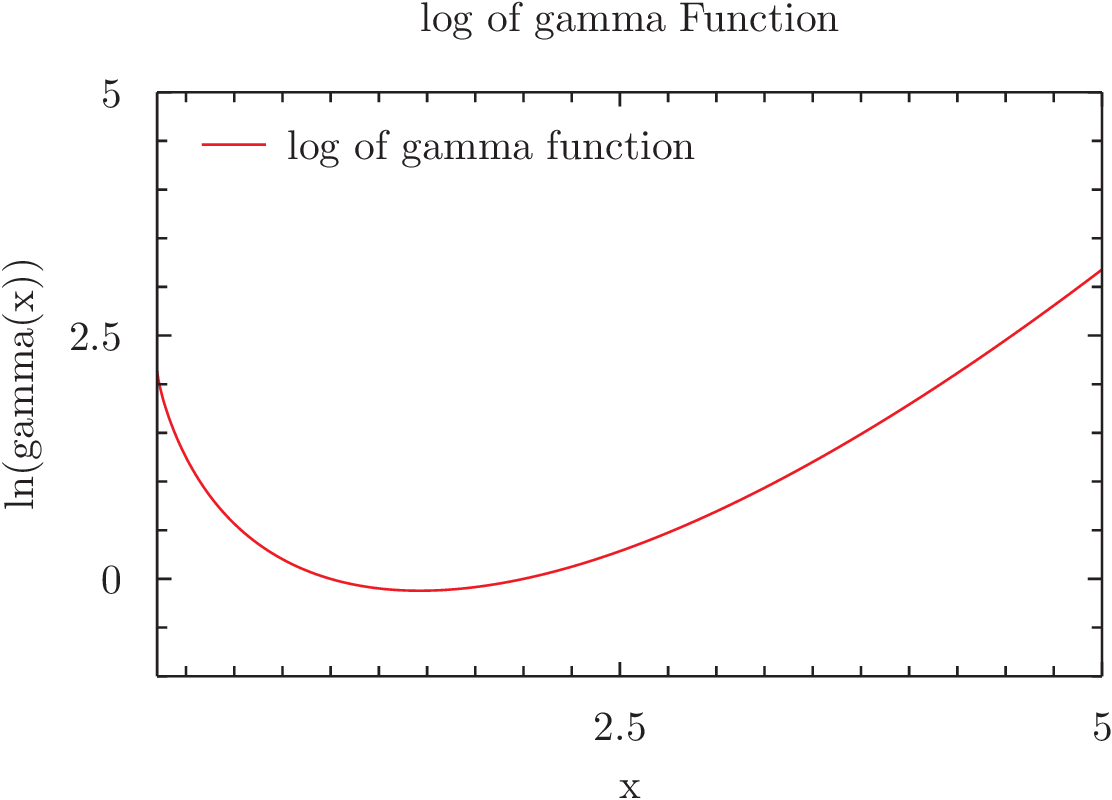 log of gamma Function
5
log of gamma function
ln(gamma(x))
2.5
0
2.5
5
x